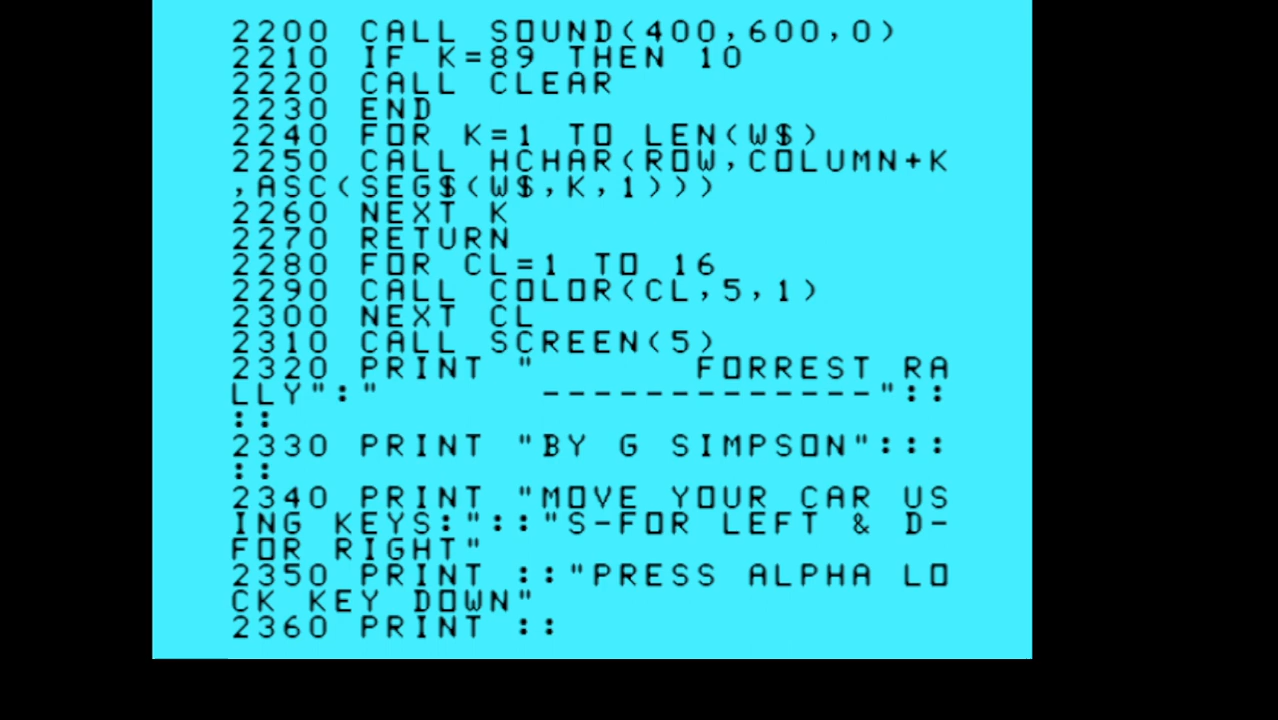 2200 CALL SOUND(400,600,0)
2210 IF K=89 THEN 10
2220 CALL CLEAR
2230 END
2240 FOR K=1 TO LEN(W$)
2250 CALL HCHAR(ROW,COLUMN+K
,ASC(SEG$(W$,K,1)))
2260 NEXT K
2270 RETURN
2280 FOR CL=1 TO 16
2290 CALL COLOR(CL,5,1)
2300 NEXT CL
2310 CALL SCREEN(5)
2320 PRINT "      FORREST RA
LLY":"      -------------"::
::
2330 PRINT "BY G SIMPSON":::
::
2340 PRINT "MOVE YOUR CAR US
ING KEYS:"::"S-FOR LEFT & D-
FOR RIGHT"
2350 PRINT ::"PRESS ALPHA LO
CK KEY DOWN"
2360 PRINT ::